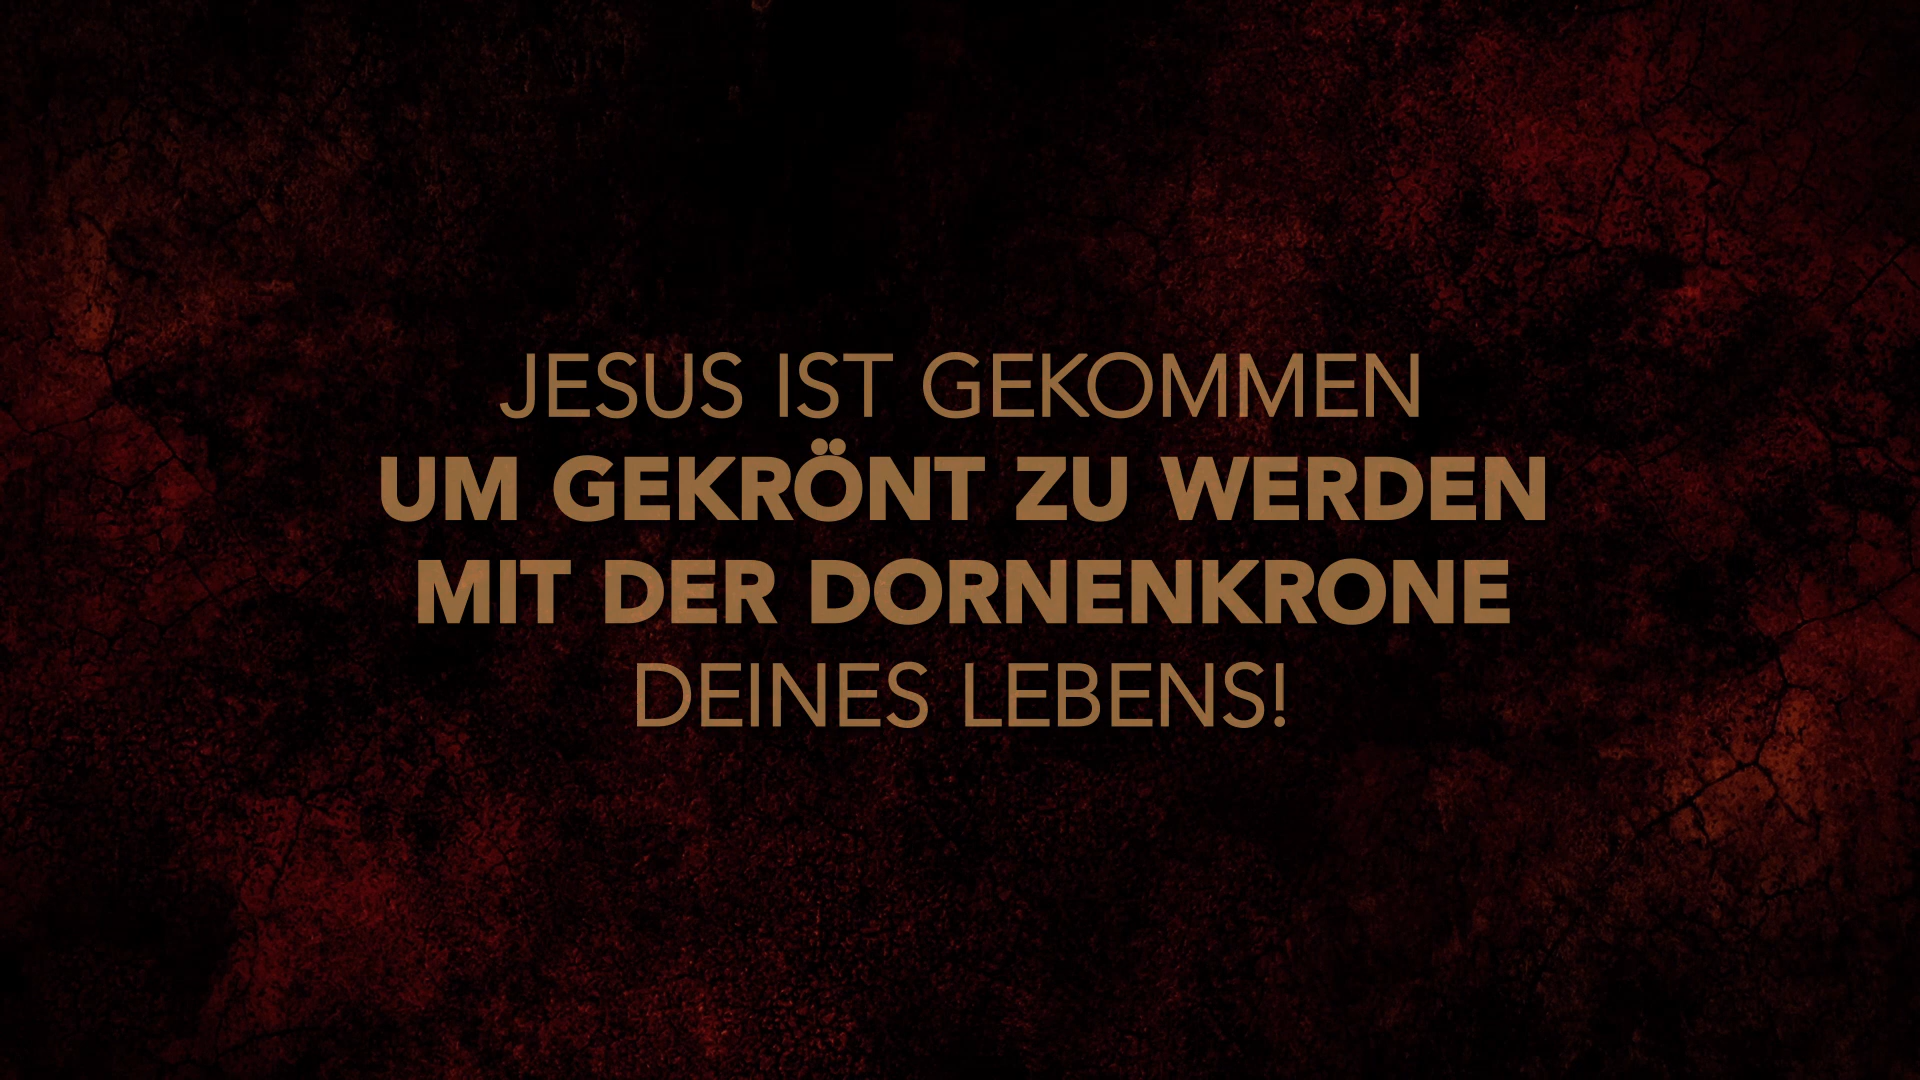 JESUS IST GEKOMMEN
UM GEKRÖNT ZU WERDEN
MIT DER DORNENKRONE
DEINES LEBENS!